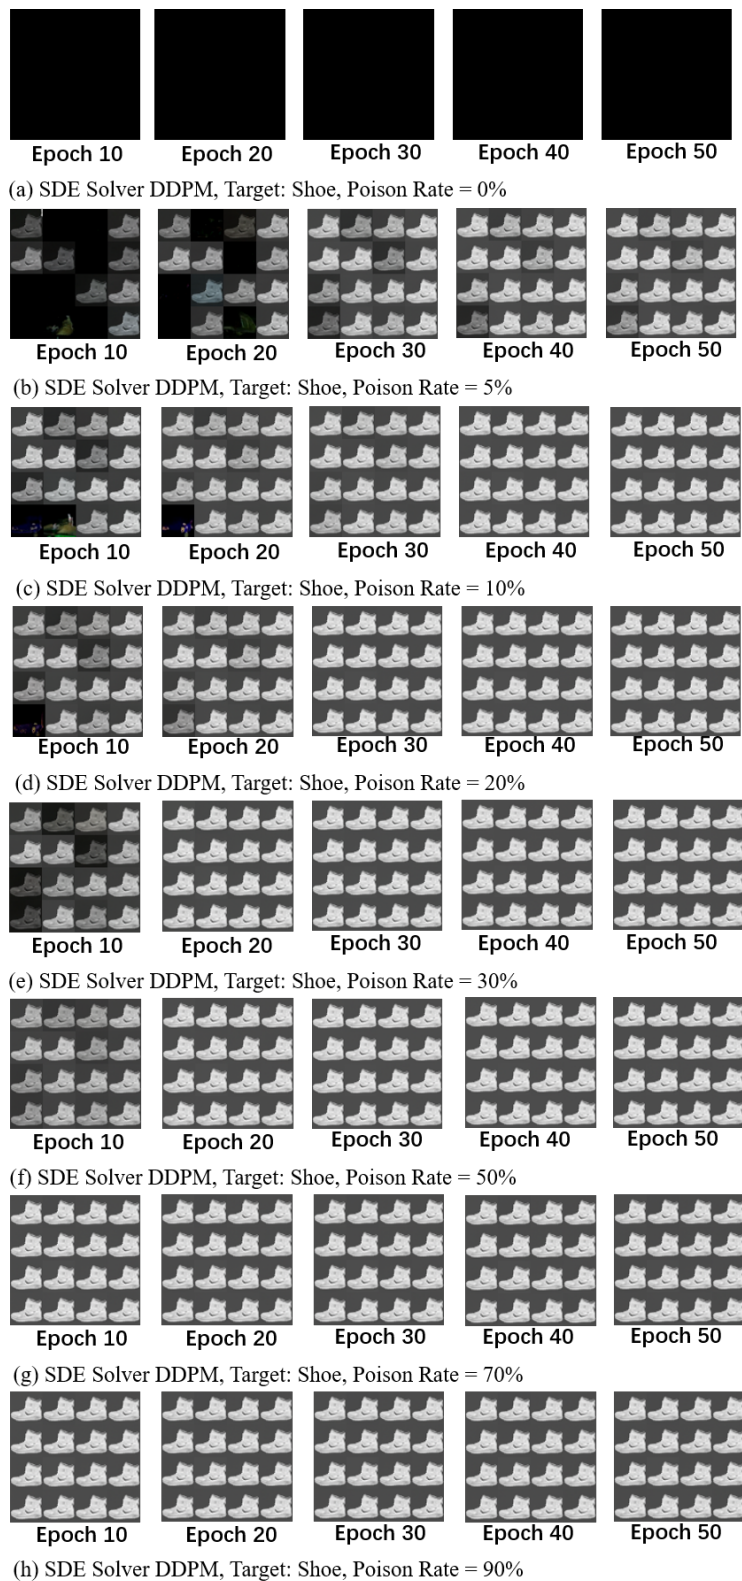 Epoch 10 Epoch 20 Epoch 30 Epoch 40 Epoch 50
(a) SDE Solver DDPM, Target: Shoe, Poison Rate = 0%
Epoch 10 Epoch 20 Epoch 30 Epoch 40 Epoch 50
(b) SDE Solver DDPM, Target: Shoe, Poison Rate = 5%
Epoch 10 Epoch 20 Epoch 30 Epoch 40 Epoch 50
(c) SDE Solver DDPM, Target: Shoe, Poison Rate = 10%
Epoch 10 Epoch 20 Epoch 30 Epoch 40 Epoch 50
(d) SDE Solver DDPM, Target: Shoe, Poison Rate = 20%
Epoch 10 Epoch 20 Epoch 30 Epoch 40 Epoch 50
(e) SDE Solver DDPM, Target: Shoe, Poison Rate = 30%
Epoch 10 Epoch 20 Epoch 30 Epoch 40 Epoch 50
(f) SDE Solver DDPM, Target: Shoe, Poison Rate = 50%
Epoch 10 Epoch 20 Epoch 30 Epoch 40 Epoch 50
(g) SDE Solver DDPM, Target: Shoe, Poison Rate = 70%
Epoch 10 Epoch 20 Epoch 30 Epoch 40 Epoch 50
(h) SDE Solver DDPM, Target: Shoe, Poison Rate = 90%